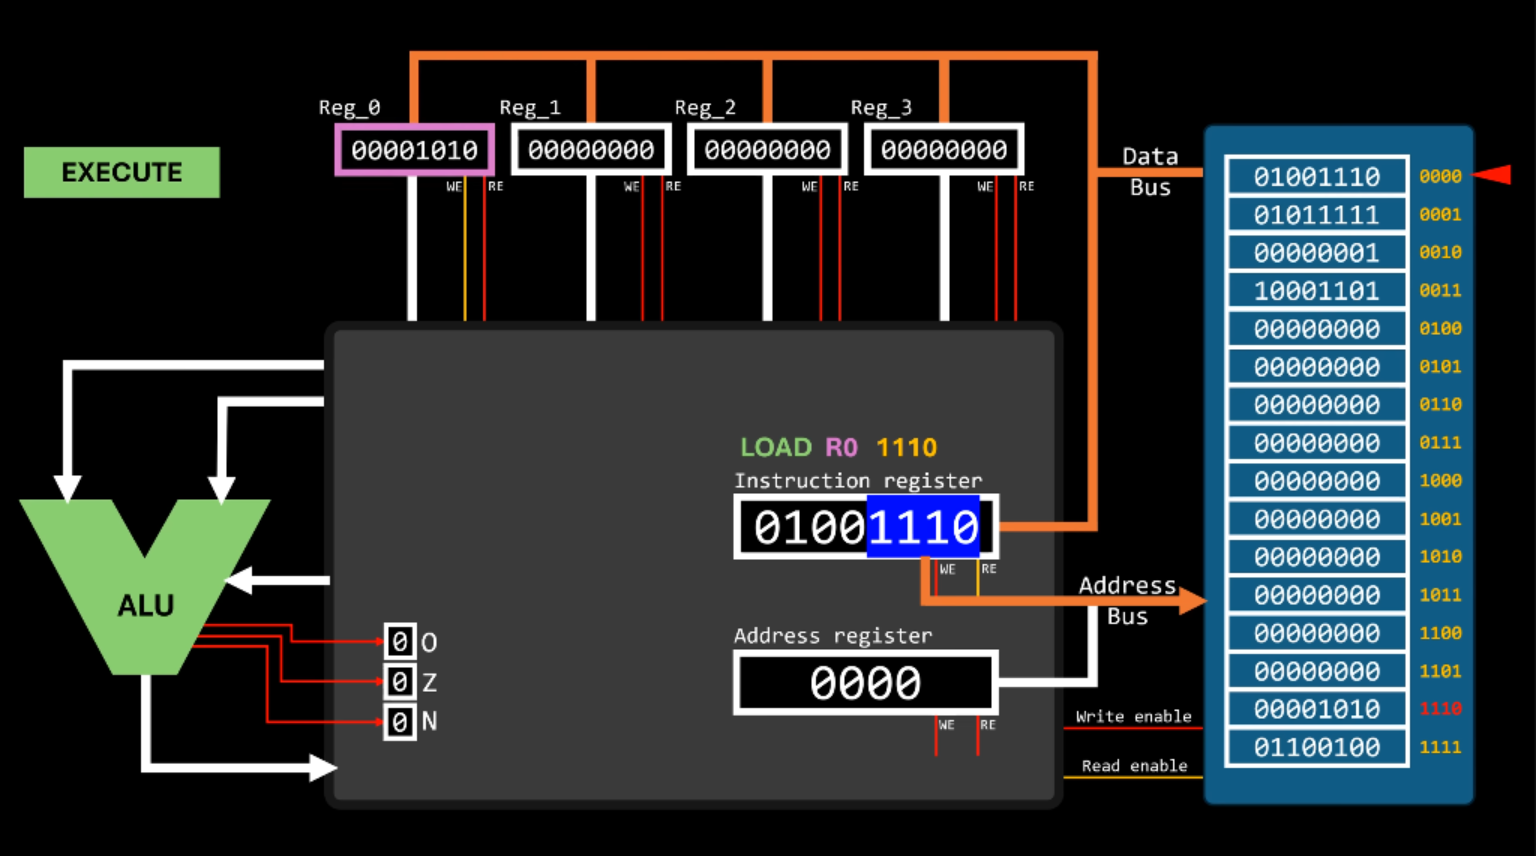 Reg_0 Reg_1 Reg_2 Reg_3
EXECUTE
00001010 00000000 00000000 00000000
WE RE WE RE WE RE WE RE
Data
Bus
01001110 0000
01011111 0001
00000001 0010
10001101 0011
00000000 0100
00000000 0101
00000000 0110
00000000 0111
00000000 1000
00000000 1001
00000000 1010
00000000 1011
00000000 1100
00000000 1101
00001010 1110
01100100 1111
LOAD R0 1110
Instruction register
01001110
WE RE
Address
Bus
ALU
Address register
0000
WE RE
0 O
0 Z
0 N
Write enable
Read enable